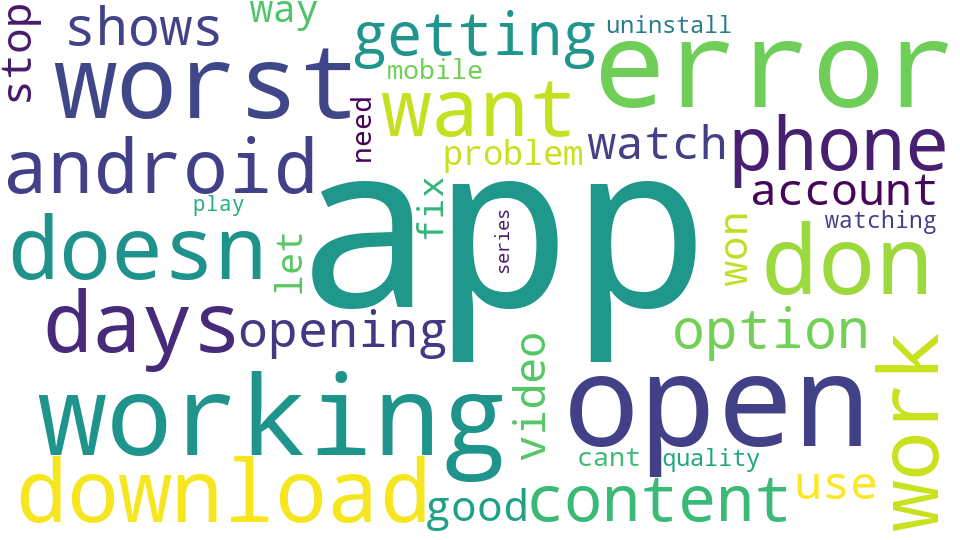 way
stop
shows
getting
uninstall
error
worst
mobile
want
need
problem
watch
phone
android
app
account
play
fix
series
watching
doesn
let
won
don
days
opening
option
video
working
open
work
download
cant
quality
good
content
use